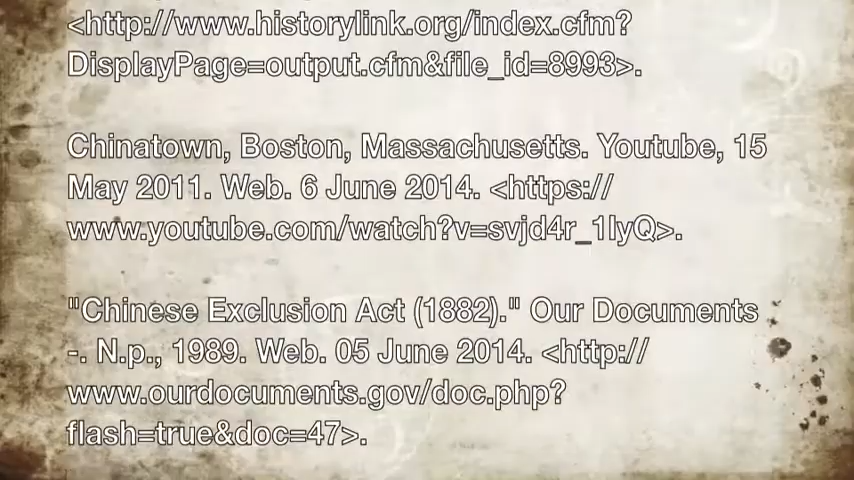 <http://www.historylink.org/index.cfm?
DisplayPage=output.cfm&file_id=8993>.
Chinatown, Boston, Massachusetts. Youtube, 15
May 2011. Web. 6 June 2014. <https://
www.youtube.com/watch?v=svjd4r_1lyQ>.
"Chinese Exclusion Act (1882)." Our Documents
-. N.p., 1989. Web. 05 June 2014. <http://
www.ourdocuments.gov/doc.php?
flash=true&doc=47>.